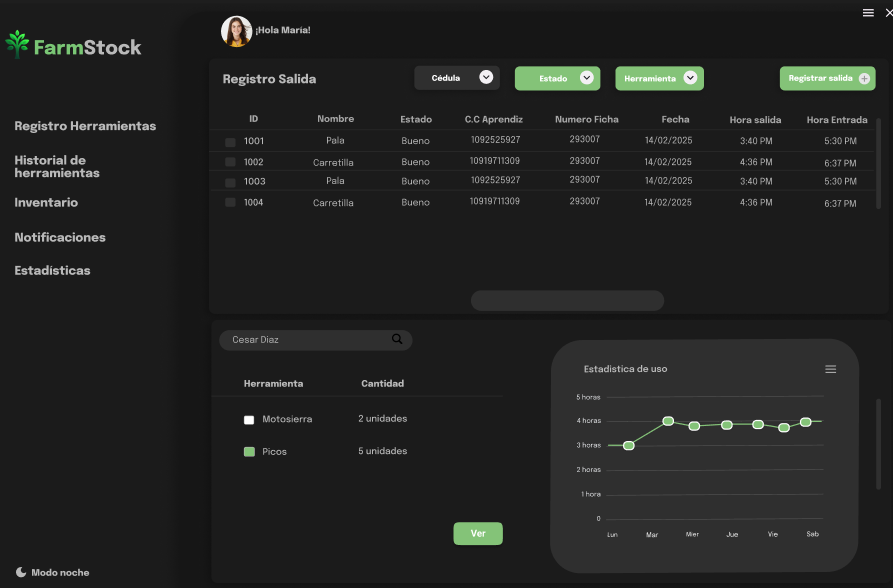 ¡Hola María!
FarmStock
Registro Herramientas
Historial de
herramientas
Inventario
Notificaciones
Estadísticas
Modo noche
Registro Salida
Cédula
Estado
Herramienta
Registrar salida
ID Nombre Estado C.C Aprendiz Numero Ficha Fecha Hora salida Hora Entrada
1001 Pala Bueno 1092525927 293007 14/02/2025 3:40 PM 5:30 PM
1002 Carretilla Bueno 10919711309 293007 14/02/2025 4:36 PM 6:37 PM
1003 Pala Bueno 1092525927 293007 14/02/2025 3:40 PM 5:30 PM
1004 Carretilla Bueno 10919711309 293007 14/02/2025 4:36 PM 6:37 PM
Cesar Diaz
Herramienta Cantidad
Motosierra 2 unidades
Picos 5 unidades
Ver
Estadistica de uso
5 horas
4 horas
3 horas
2 horas
1 hora
0
Lun Mar Mier Jue Vie Sab